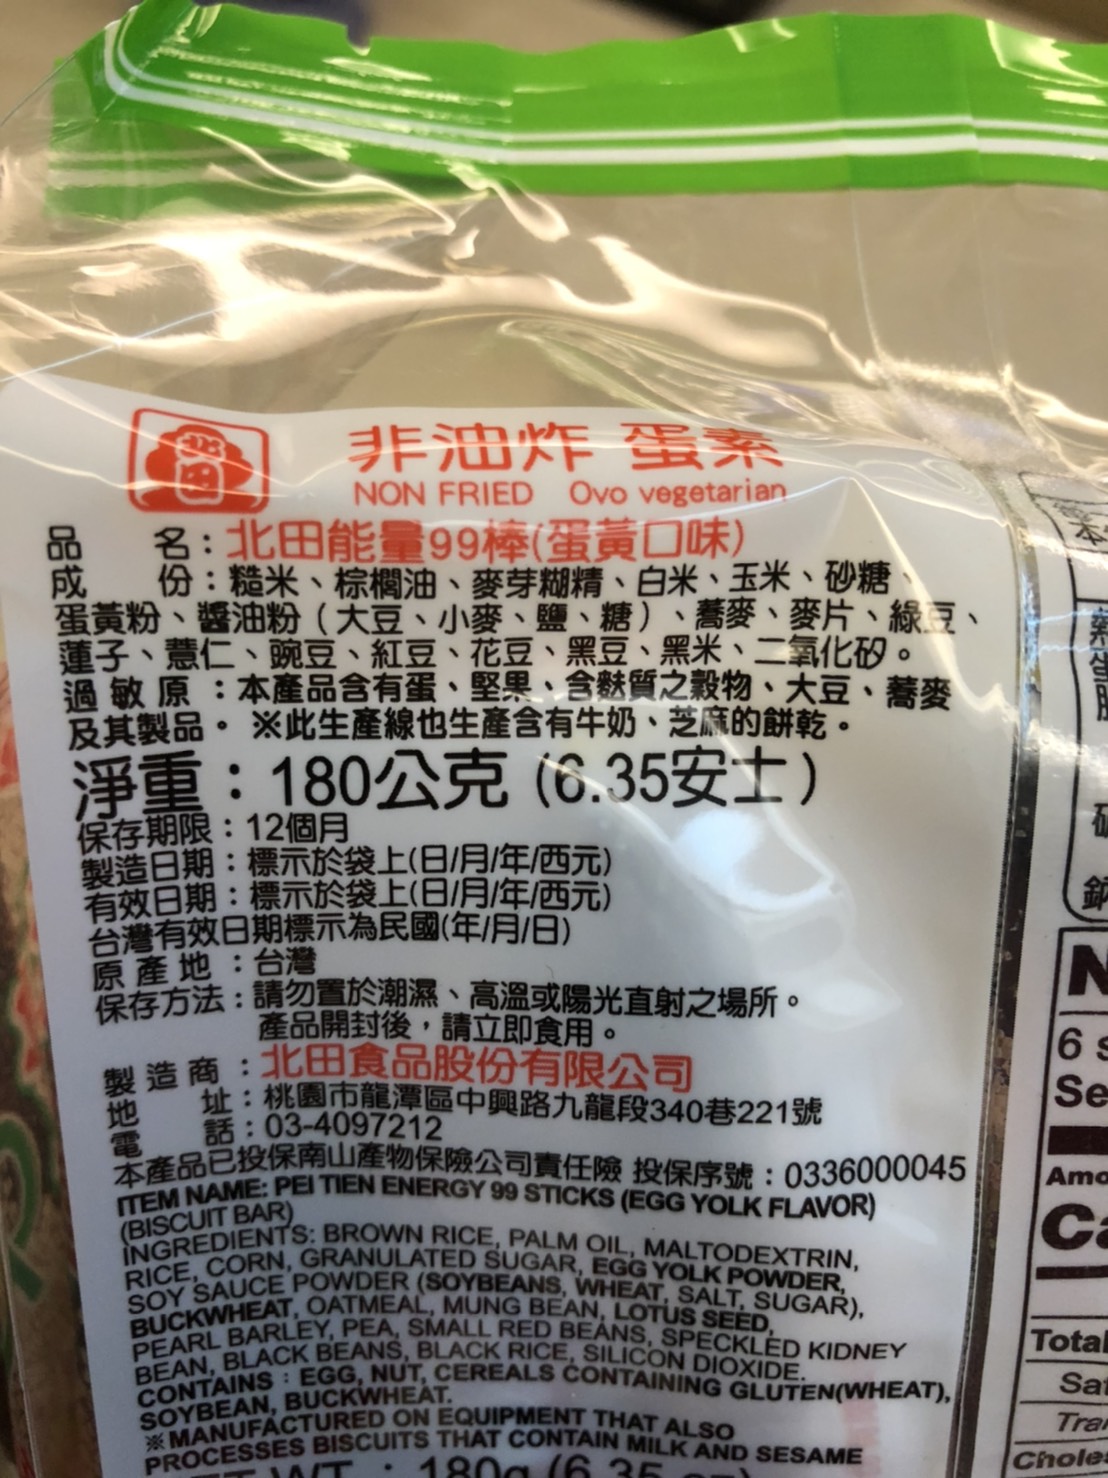 北田
非油炸 蛋素
NON FRIED Ovo vegetarian
品名：北田能量99棒(蛋黃口味)
成份：糙米、棕櫚油、麥芽糊精、白米、玉米、砂糖、
蛋黃粉、醬油粉（大豆、小麥、鹽、糖）、蕎麥、麥片、綠豆、
蓮子、薏仁、豌豆、紅豆、花豆、黑豆、黑米、二氧化矽。
過敏原：本產品含有蛋、堅果、含麩質之穀物、大豆、蕎麥
及其製品。※此生產線也生產含有牛奶、芝麻的餅乾。
淨重：180公克 (6.35安士)
保存期限：12個月
製造日期：標示於袋上(日/月/年/西元)
有效日期：標示於袋上(日/月/年/西元)
台灣有效日期標示為民國(年/月/日)
原產地：台灣
保存方法：請勿置於潮濕、高溫或陽光直射之場所。
產品開封後，請立即食用。
製造商：北田食品股份有限公司
地址：桃園市龍潭區中興路九龍段340巷221號
電話：03-4097212
本產品已投保南山產物保險公司責任險 投保序號：0336000045
ITEM NAME: PEI TIEN ENERGY 99 STICKS (EGG YOLK FLAVOR)
(BISCUIT BAR)
INGREDIENTS: BROWN RICE, PALM OIL, MALTODEXTRIN,
RICE, CORN, GRANULATED SUGAR, EGG YOLK POWDER,
SOY SAUCE POWDER (SOYBEANS, WHEAT, SALT, SUGAR),
BUCKWHEAT, OATMEAL, MUNG BEAN, LOTUS SEED,
PEARL BARLEY, PEA, SMALL RED BEANS, SPECKLED KIDNEY
BEAN, BLACK BEANS, BLACK RICE, SILICON DIOXIDE.
CONTAINS : EGG, NUT, CEREALS CONTAINING GLUTEN(WHEAT),
SOYBEAN, BUCKWHEAT.
※MANUFACTURED ON EQUIPMENT THAT ALSO
PROCESSES BISCUITS THAT CONTAIN MILK AND SESAME
180g (6.35
6 s
Se
Amo
Ca
Total
Sat
Tran
Choles